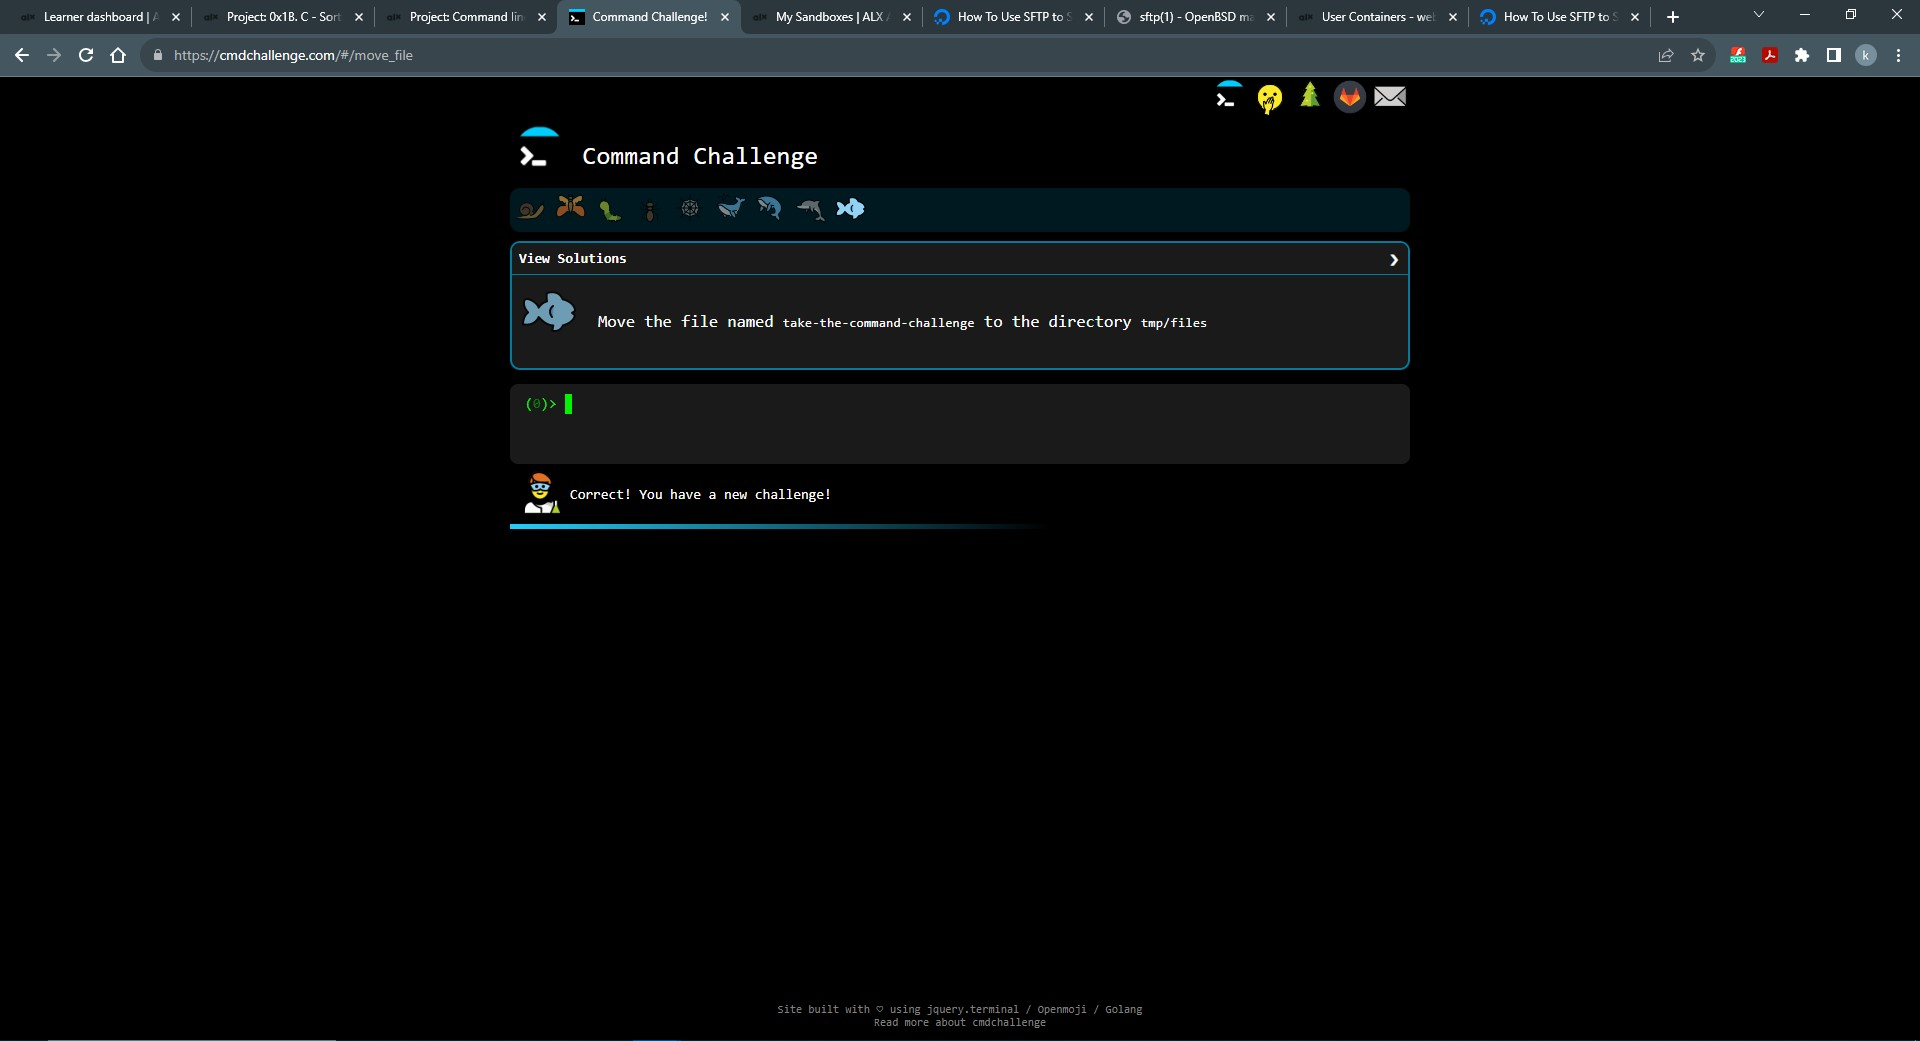 Learner dashboard | A
Project: 0x1B. C - Sort
Project: Command line
Command Challenge!
My Sandboxes | ALX A
How To Use SFTP to S
sftp(1) - OpenBSD ma
User Containers - web
How To Use SFTP to S
https://cmdchallenge.com/#/move_file
2023
k
Command Challenge
View Solutions
Move the file named take-the-command-challenge to the directory tmp/files
(0)>
Correct! You have a new challenge!
Site built with ♡ using jquery.terminal / Openmoji / Golang
Read more about cmdchallenge